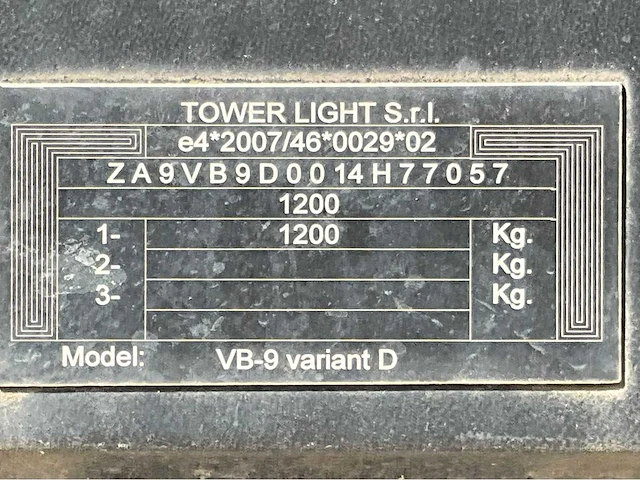 TOWER LIGHT S.r.l.
e4*2007/46*0029*02
ZA9VB9D0014H77057
1200
1- 1200 Kg.
2- Kg.
3- Kg.
Model: VB-9 variant D